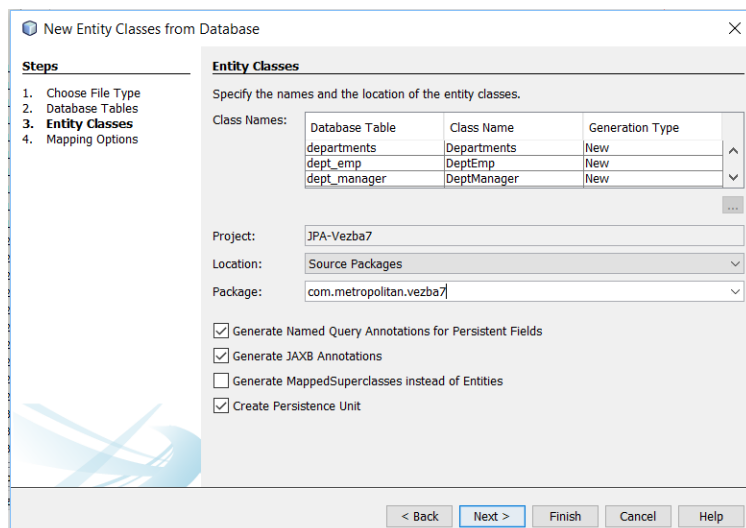 New Entity Classes from Database
Steps
1. Choose File Type
2. Database Tables
3. Entity Classes
4. Mapping Options
Entity Classes
Specify the names and the location of the entity classes.
Class Names:
Database Table Class Name Generation Type
departments Departments New
dept_emp DeptEmp New
dept_manager DeptManager New
...
Project: JPA-Vezba7
Location: Source Packages
Package: com.metropolitan.vezba7
Generate Named Query Annotations for Persistent Fields
Generate JAXB Annotations
Generate MappedSuperclasses instead of Entities
Create Persistence Unit
< Back Next > Finish Cancel Help